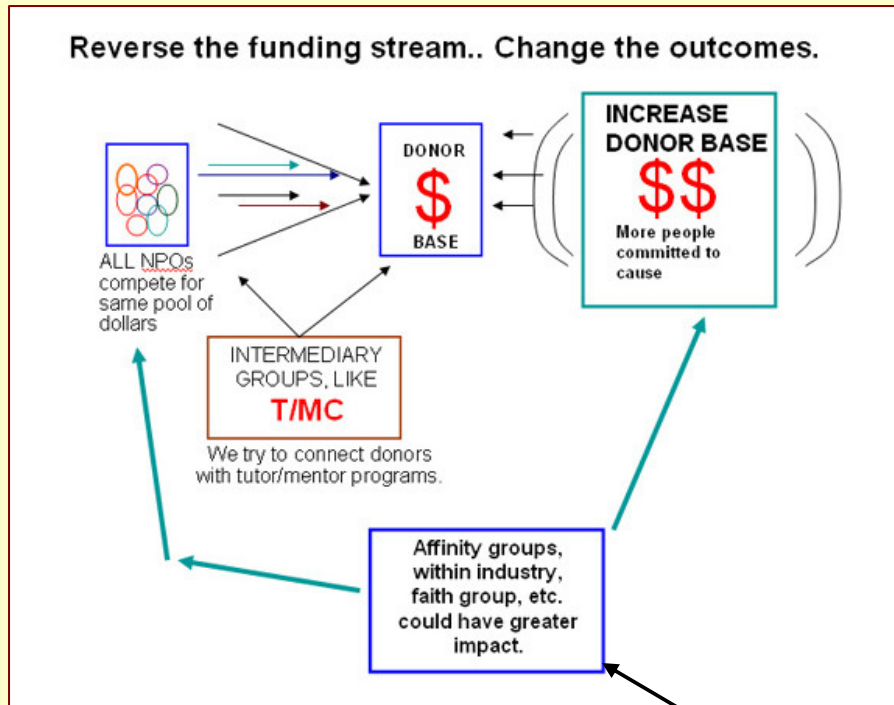 Reverse the funding stream.. Change the outcomes.
ALL NPOs
compete for
same pool of
dollars
DONOR
$
BASE
INCREASE
DONOR BASE
$$
More people
committed to
cause
INTERMEDIARY
GROUPS, LIKE
T/MC
We try to connect donors
with tutor/mentor programs.
Affinity groups,
within industry,
faith group, etc.
could have greater
impact.